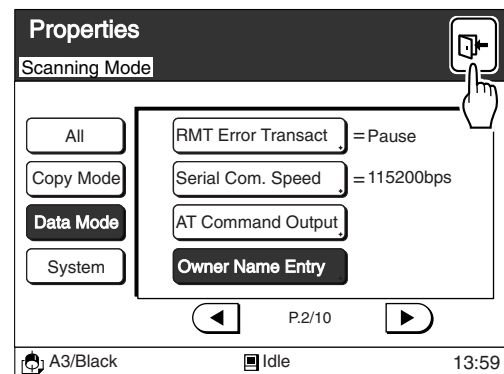 Properties
Scanning Mode
All
RMT Error Transact = Pause
Copy Mode
Serial Com. Speed = 115200bps
Data Mode
AT Command Output
System
Owner Name Entry
P.2/10
A3/Black Idle 13:59